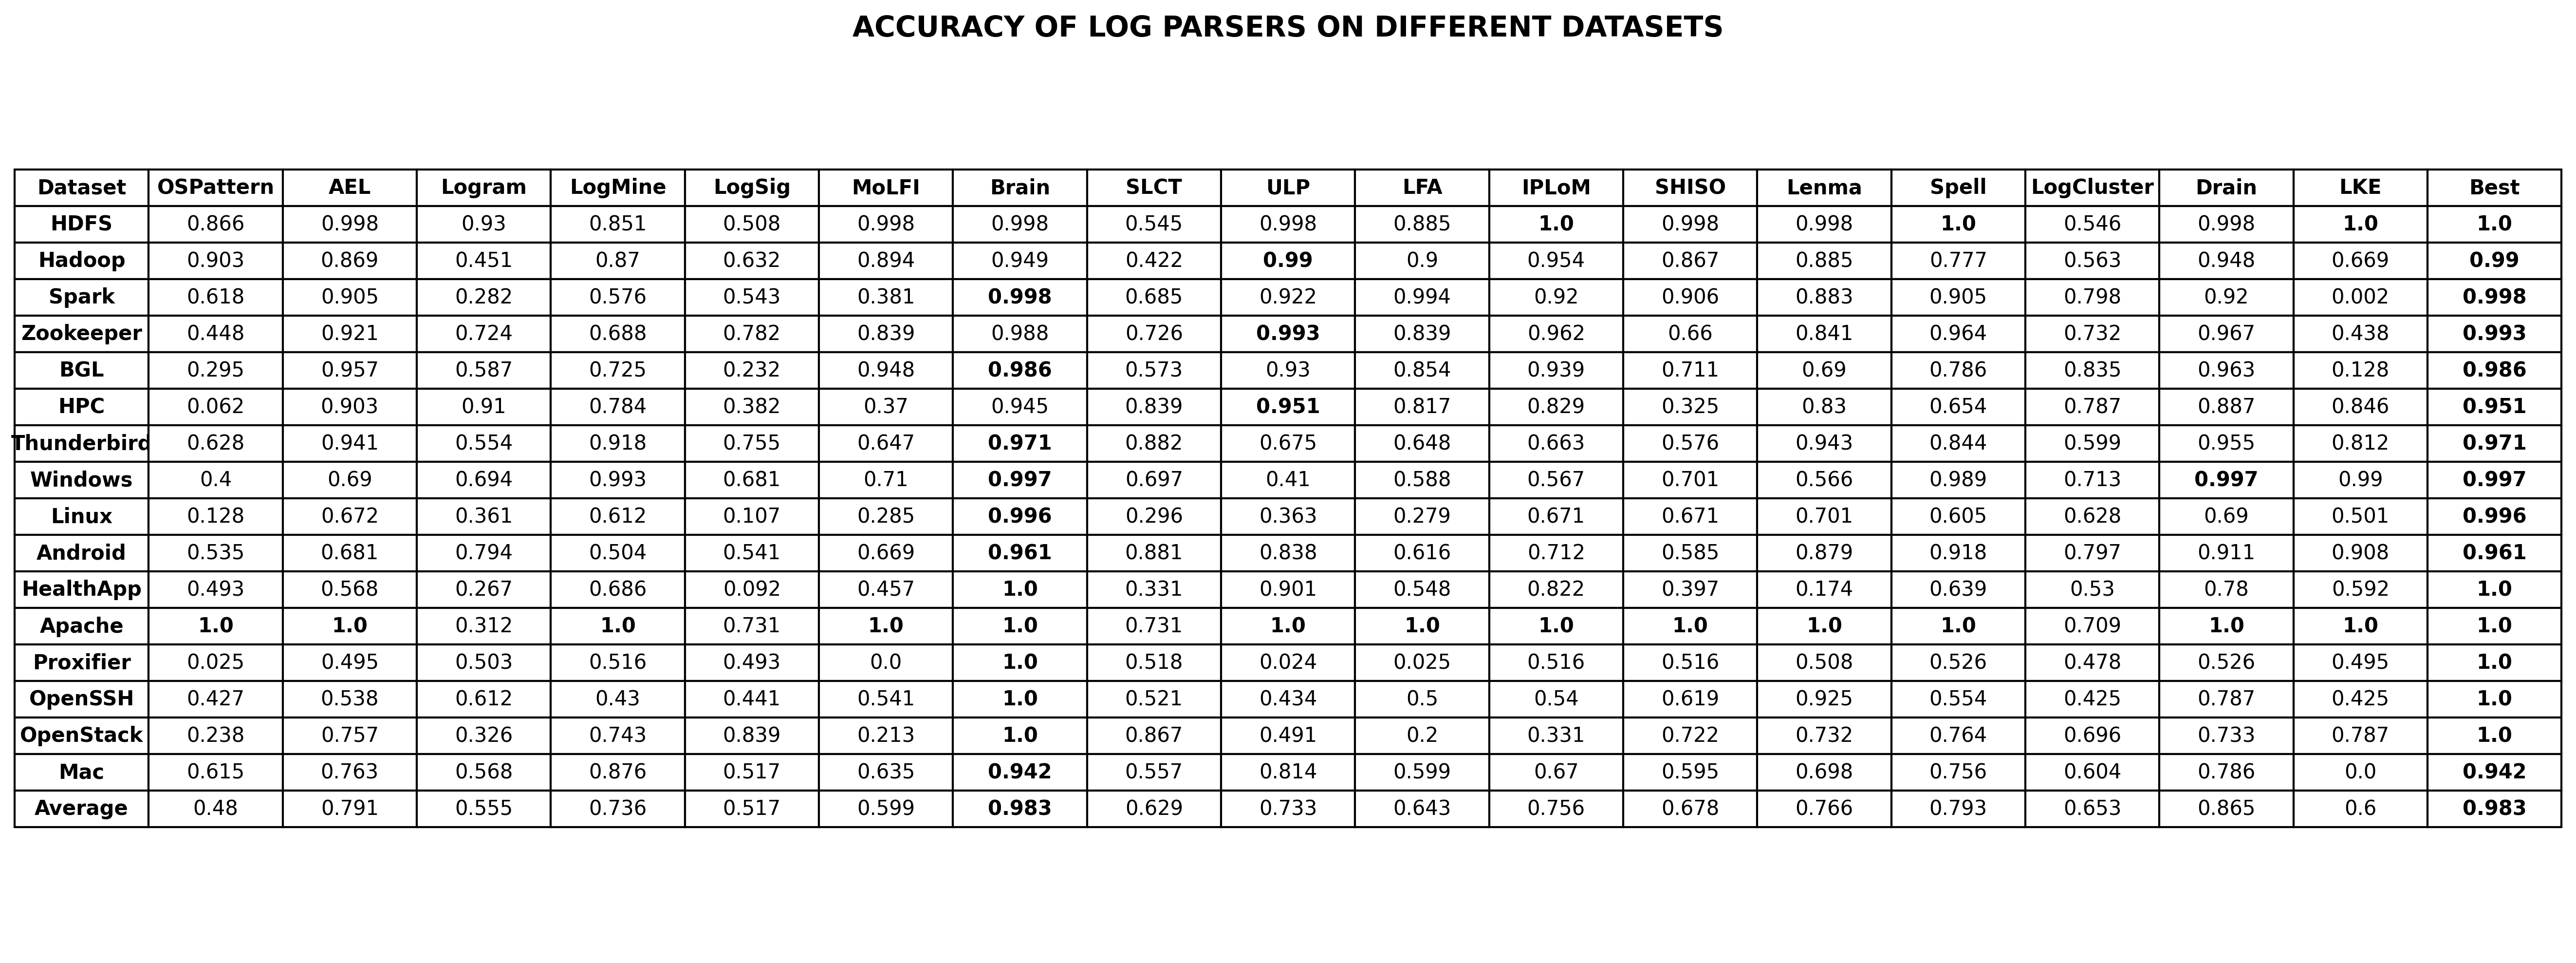 ACCURACY OF LOG PARSERS ON DIFFERENT DATASETS
Dataset OSPattern AEL Logram LogMine LogSig MoLFI Brain SLCT ULP LFA IPLoM SHISO Lenma Spell LogCluster Drain LKE Best
HDFS 0.866 0.998 0.93 0.851 0.508 0.998 0.998 0.545 0.998 0.885 1.0 0.998 0.998 1.0 0.546 0.998 1.0 1.0
Hadoop 0.903 0.869 0.451 0.87 0.632 0.894 0.949 0.422 0.99 0.9 0.954 0.867 0.885 0.777 0.563 0.948 0.669 0.99
Spark 0.618 0.905 0.282 0.576 0.543 0.381 0.998 0.685 0.922 0.994 0.92 0.906 0.883 0.905 0.798 0.92 0.002 0.998
Zookeeper 0.448 0.921 0.724 0.688 0.782 0.839 0.988 0.726 0.993 0.839 0.962 0.66 0.841 0.964 0.732 0.967 0.438 0.993
BGL 0.295 0.957 0.587 0.725 0.232 0.948 0.986 0.573 0.93 0.854 0.939 0.711 0.69 0.786 0.835 0.963 0.128 0.986
HPC 0.062 0.903 0.91 0.784 0.382 0.37 0.945 0.839 0.951 0.817 0.829 0.325 0.83 0.654 0.787 0.887 0.846 0.951
Thunderbird 0.628 0.941 0.554 0.918 0.755 0.647 0.971 0.882 0.675 0.648 0.663 0.576 0.943 0.844 0.599 0.955 0.812 0.971
Windows 0.4 0.69 0.694 0.993 0.681 0.71 0.997 0.697 0.41 0.588 0.567 0.701 0.566 0.989 0.713 0.997 0.99 0.997
Linux 0.128 0.672 0.361 0.612 0.107 0.285 0.996 0.296 0.363 0.279 0.671 0.671 0.701 0.605 0.628 0.69 0.501 0.996
Android 0.535 0.681 0.794 0.504 0.541 0.669 0.961 0.881 0.838 0.616 0.712 0.585 0.879 0.918 0.797 0.911 0.908 0.961
HealthApp 0.493 0.568 0.267 0.686 0.092 0.457 1.0 0.331 0.901 0.548 0.822 0.397 0.174 0.639 0.53 0.78 0.592 1.0
Apache 1.0 1.0 0.312 1.0 0.731 1.0 1.0 0.731 1.0 1.0 1.0 1.0 1.0 1.0 0.709 1.0 1.0 1.0
Proxifier 0.025 0.495 0.503 0.516 0.493 0.0 1.0 0.518 0.024 0.025 0.516 0.516 0.508 0.526 0.478 0.526 0.495 1.0
OpenSSH 0.427 0.538 0.612 0.43 0.441 0.541 1.0 0.521 0.434 0.5 0.54 0.619 0.925 0.554 0.425 0.787 0.425 1.0
OpenStack 0.238 0.757 0.326 0.743 0.839 0.213 1.0 0.867 0.491 0.2 0.331 0.722 0.732 0.764 0.696 0.733 0.787 1.0
Mac 0.615 0.763 0.568 0.876 0.517 0.635 0.942 0.557 0.814 0.599 0.67 0.595 0.698 0.756 0.604 0.786 0.0 0.942
Average 0.48 0.791 0.555 0.736 0.517 0.599 0.983 0.629 0.733 0.643 0.756 0.678 0.766 0.793 0.653 0.865 0.6 0.983